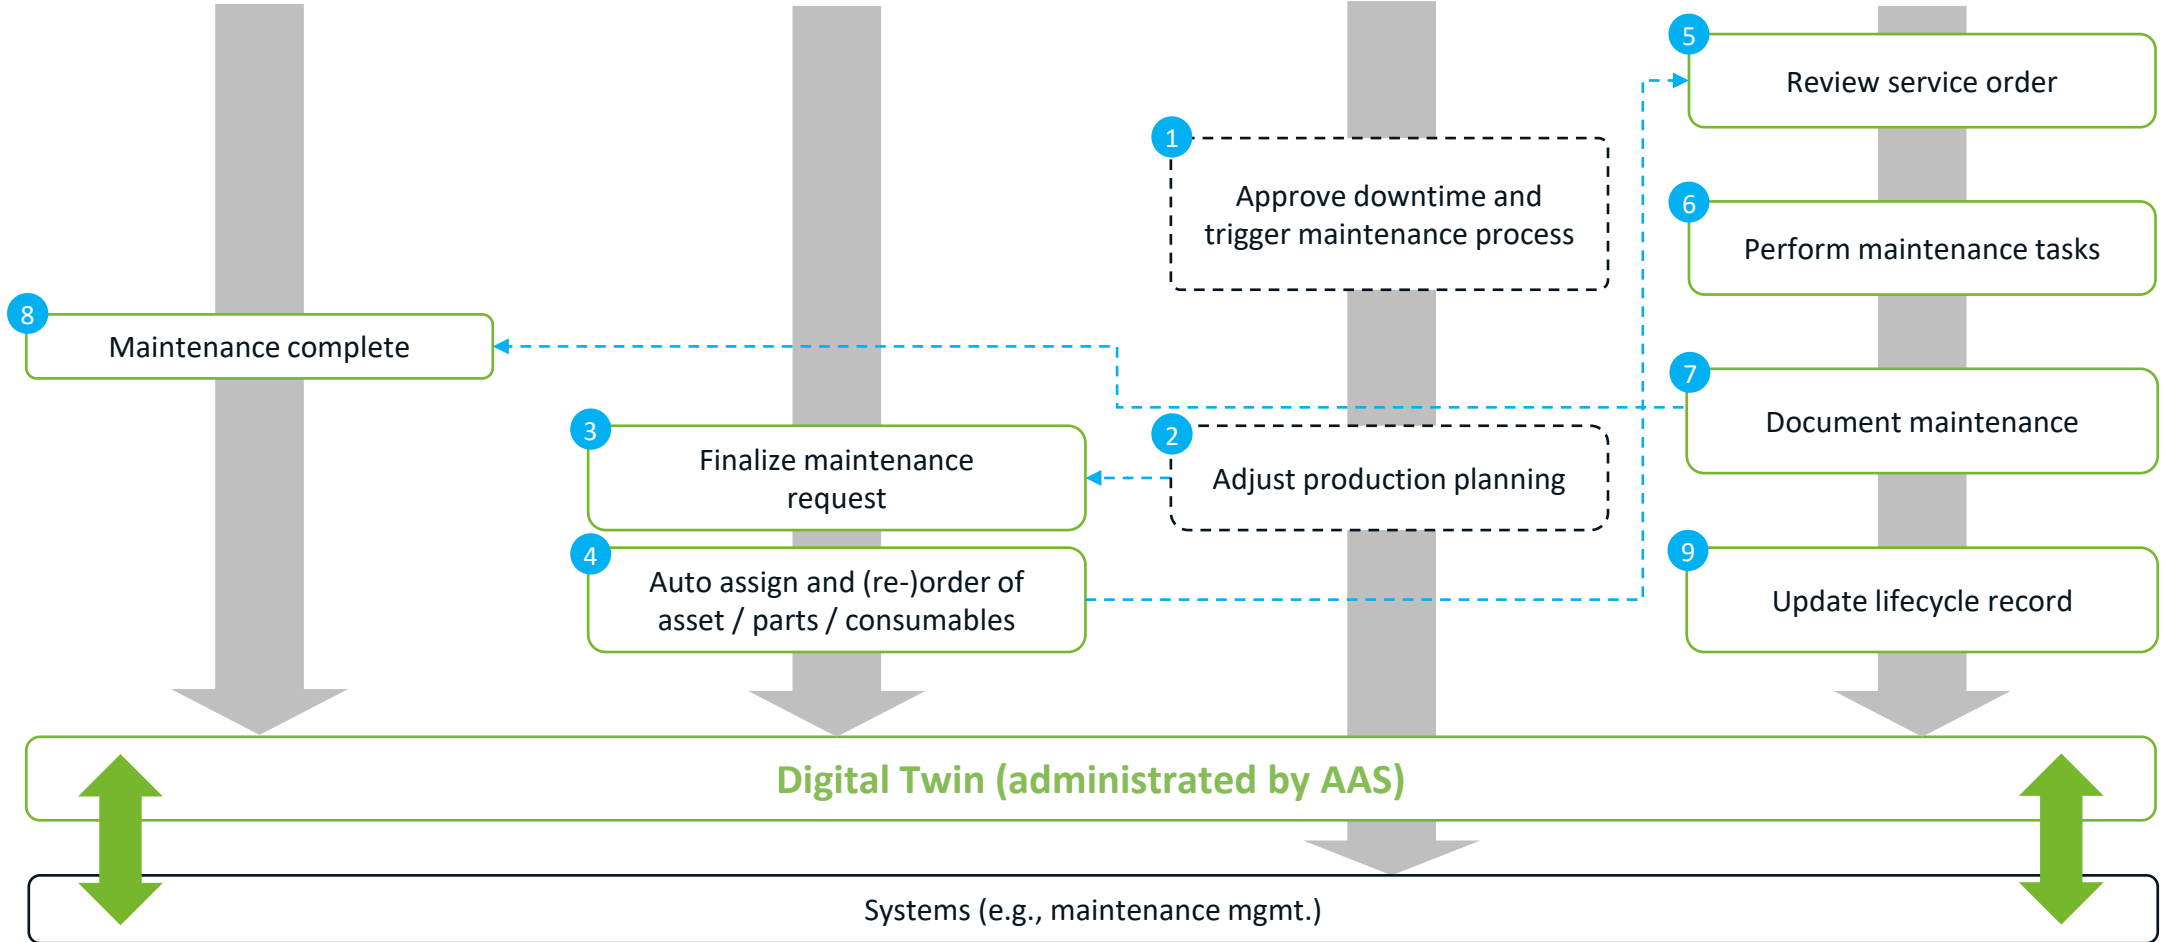 5
Review service order
1
Approve downtime and
trigger maintenance process
6
Perform maintenance tasks
8
Maintenance complete
7
Document maintenance
3
Finalize maintenance
request
2
Adjust production planning
4
Auto assign and (re-)order of
asset / parts / consumables
9
Update lifecycle record
Digital Twin (administrated by AAS)
Systems (e.g., maintenance mgmt.)